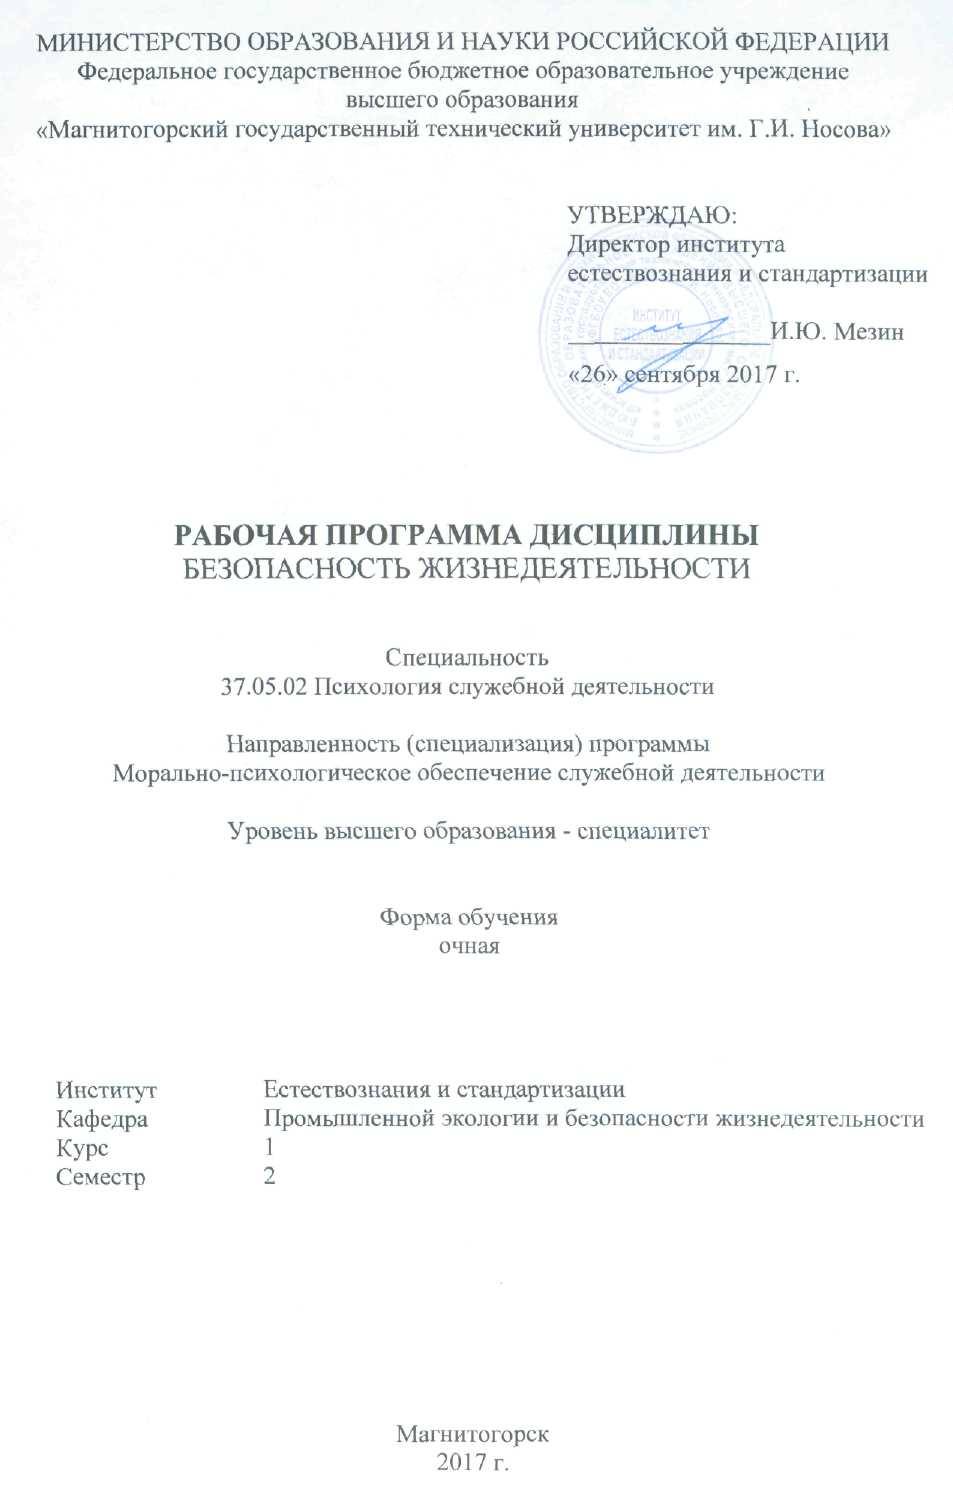 МИНИСТЕРСТВО ОБРАЗОВАНИЯ И НАУКИ РОССИЙСКОЙ ФЕДЕРАЦИИ
Федеральное государственное бюджетное образовательное учреждение
высшего образования
«Магнитогорский государственный технический университет им. Г.И. Носова»
УТВЕРЖДАЮ:
Директор института
естествознания и стандартизации
ИНСТИТУТ
ЕСТЕСТВОЗНАНИЯ
И СТАНДАРТИЗАЦИИ
И.Ю. Мезин
«26» сентября 2017 г.
РАБОЧАЯ ПРОГРАММА ДИСЦИПЛИНЫ
БЕЗОПАСНОСТЬ ЖИЗНЕДЕЯТЕЛЬНОСТИ
Специальность
37.05.02 Психология служебной деятельности
Направленность (специализация) программы
Морально-психологическое обеспечение служебной деятельности
Уровень высшего образования - специалитет
Форма обучения
очная
Институт Естествознания и стандартизации
Кафедра Промышленной экологии и безопасности жизнедеятельности
Курс 1
Семестр 2
Магнитогорск
2017 г.